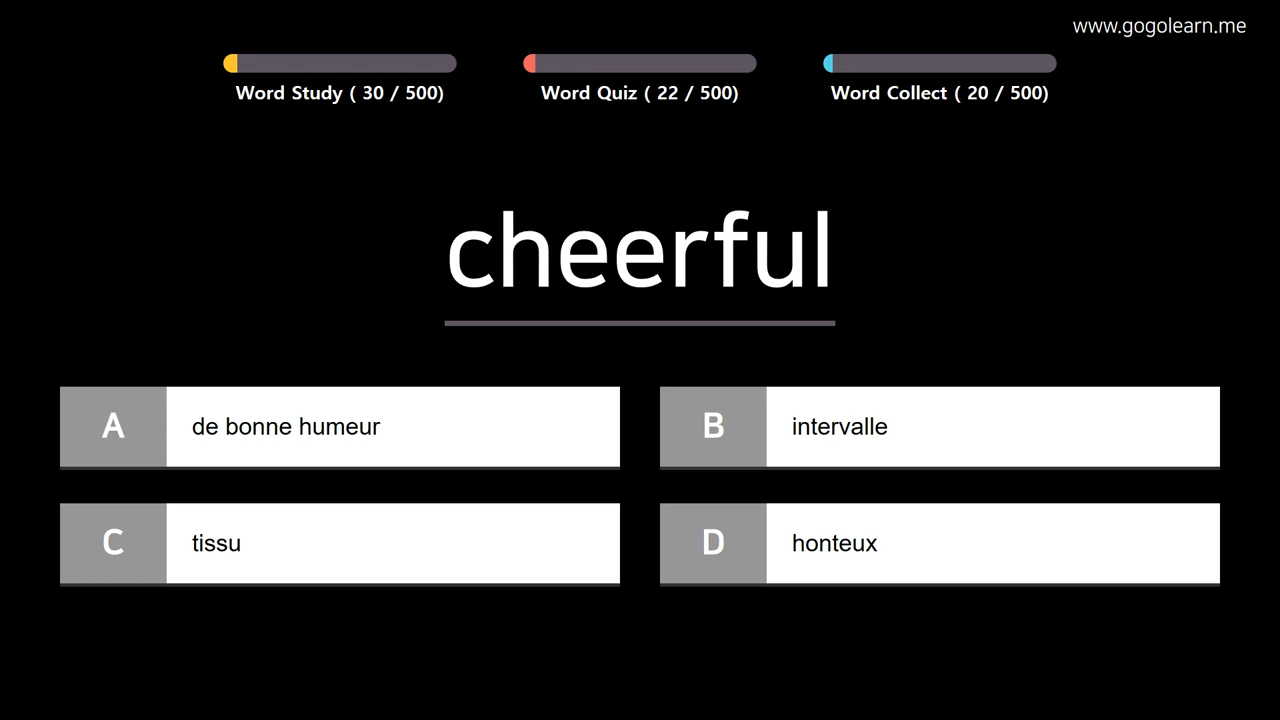 www.gogolearn.me
Word Study ( 30 / 500)
Word Quiz ( 22 / 500)
Word Collect ( 20 / 500)
cheerful
A de bonne humeur
B intervalle
C tissu
D honteux